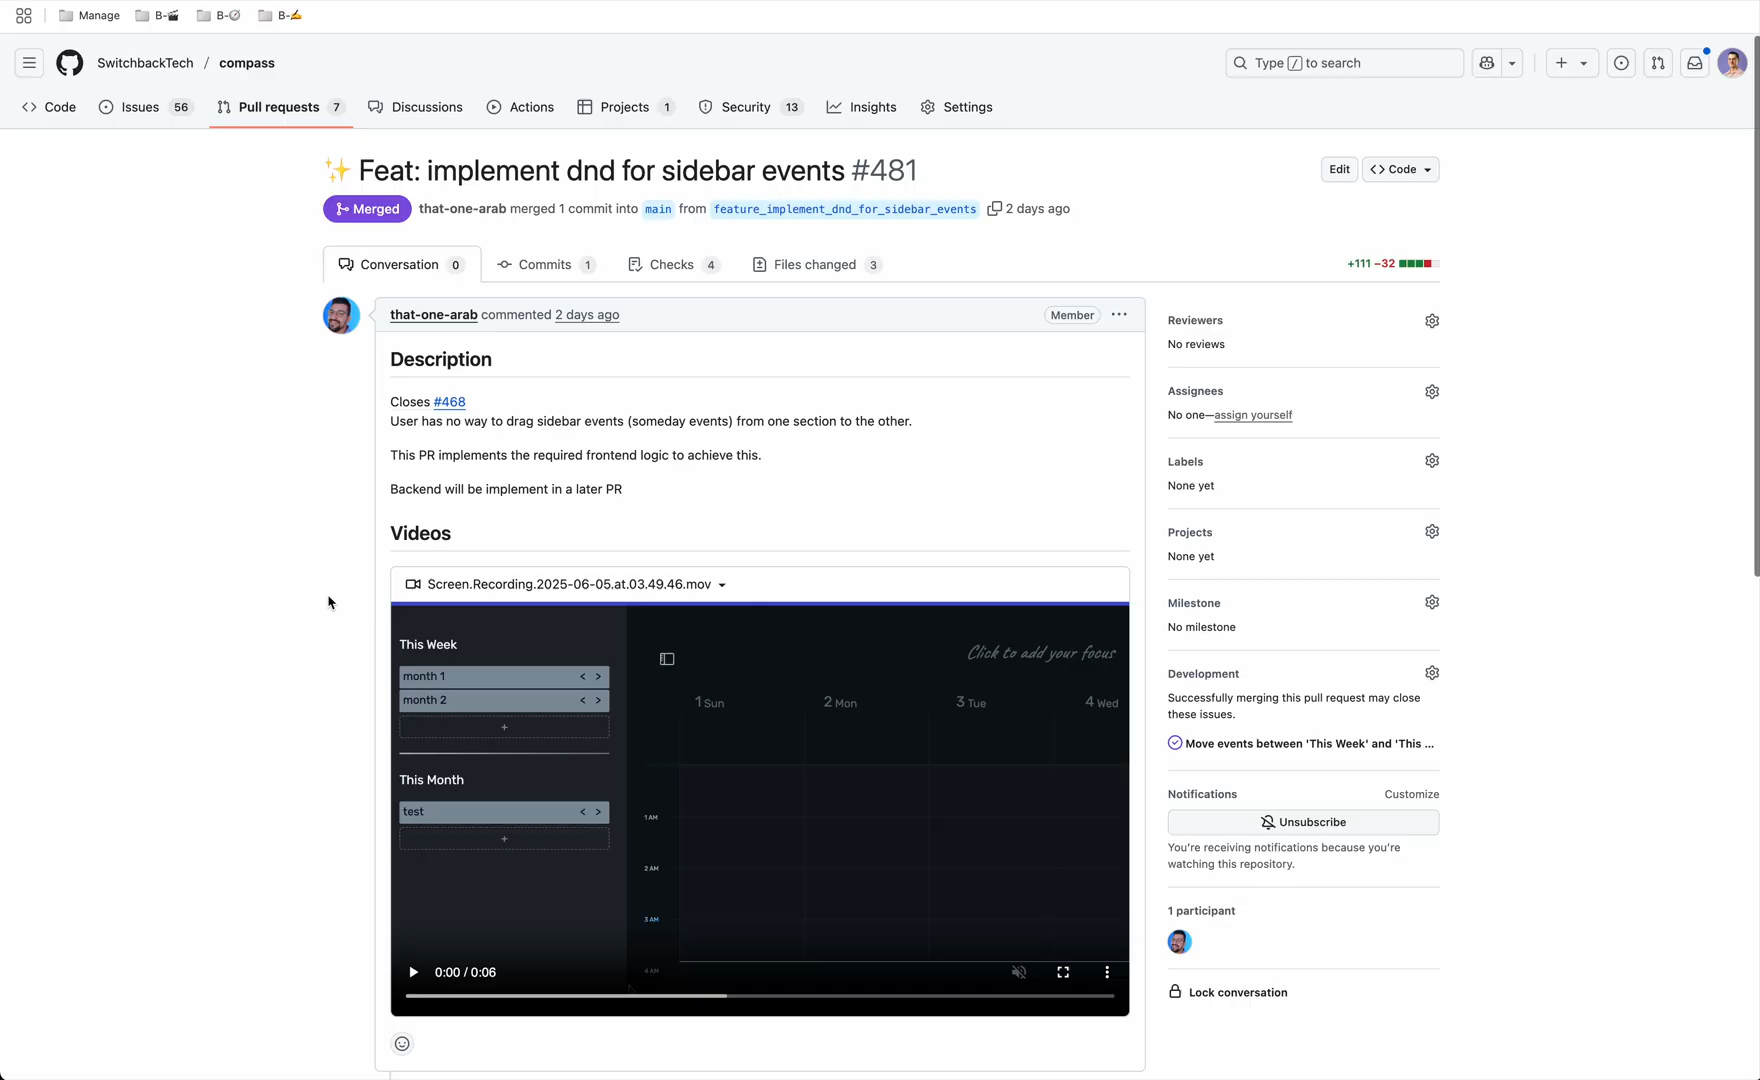 Manage B- B- B-
SwitchbackTech / compass
Type / to search
Code Issues 56 Pull requests 7 Discussions Actions Projects 1 Security 13 Insights Settings
✨ Feat: implement dnd for sidebar events #481
Edit <> Code
Merged that-one-arab merged 1 commit into main from feature_implement_dnd_for_sidebar_events 2 days ago
Conversation 0 Commits 1 Checks 4 Files changed 3
+111 −32
that-one-arab commented 2 days ago
Member
Description
Closes #468
User has no way to drag sidebar events (someday events) from one section to the other.
This PR implements the required frontend logic to achieve this.
Backend will be implement in a later PR
Videos
Screen.Recording.2025-06-05.at.03.49.46.mov
This Week
month 1 < >
month 2 < >
+
This Month
test < >
+
Click to add your focus
1 Sun 2 Mon 3 Tue 4 Wed
1 AM
2 AM
3 AM
4 AM
0:00 / 0:06
Reviewers
No reviews
Assignees
No one—assign yourself
Labels
None yet
Projects
None yet
Milestone
No milestone
Development
Successfully merging this pull request may close
these issues.
Move events between 'This Week' and 'This ...
Notifications Customize
Unsubscribe
You're receiving notifications because you're
watching this repository.
1 participant
Lock conversation